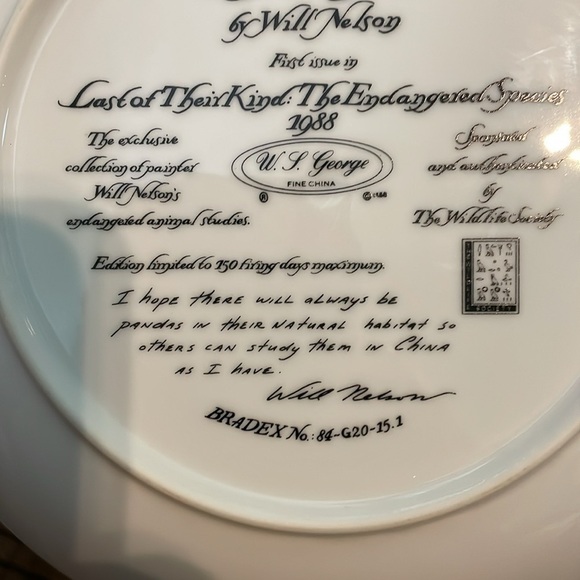 by Will Nelson
First issue in
Last of Their Kind: The Endangered Species
1988
The exclusive
collection of painter
Will Nelson's
endangered animal studies.
W. S. George
FINE CHINA
® © 1988
Sponsored
and authenticated
by
The Wildlife Society
SOCIETY
Edition limited to 150 firing days maximum.
I hope there will always be
pandas in their natural habitat so
others can study them in China
as I have.
Will Nelson
BRADEX No.: 84-G20-15.1